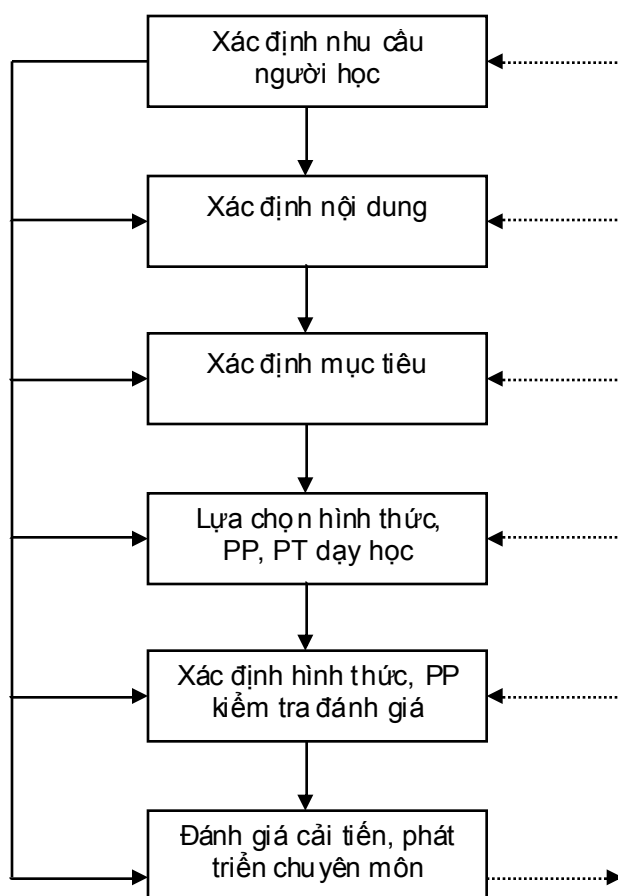 Xác định nhu cầu
người học
Xác định nội dung
Xác định mục tiêu
Lựa chọn hình thức,
PP, PT dạy học
Xác định hình thức, PP
kiểm tra đánh giá
Đánh giá cải tiến, phát
triển chuyên môn